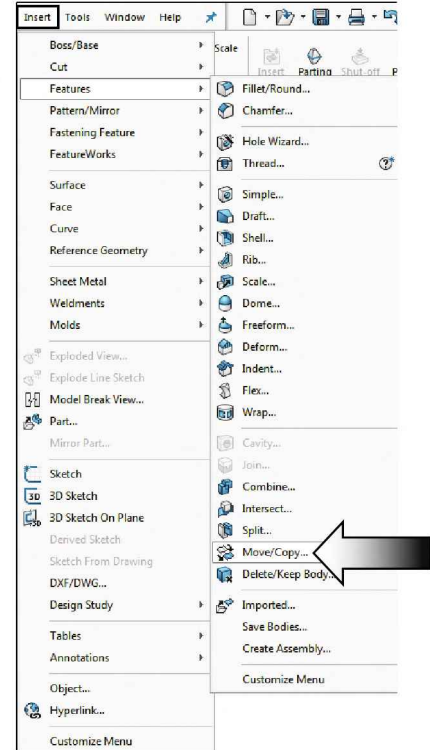 Insert Tools Window Help
Boss/Base
Cut
Features
Pattern/Mirror
Fastening Feature
FeatureWorks
Surface
Face
Curve
Reference Geometry
Sheet Metal
Weldments
Molds
Exploded View...
Explode Line Sketch
Model Break View...
Part...
Mirror Part...
Sketch
3D 3D Sketch
3D 3D Sketch On Plane
Derived Sketch
Sketch From Drawing
DXF/DWG...
Design Study
Tables
Annotations
Object...
Hyperlink...
Customize Menu
Scale
Insert Parting Shut-off P
Fillet/Round...
Chamfer...
Hole Wizard...
Thread...
Simple...
Draft...
Shell...
Rib...
Scale...
Dome...
Freeform...
Deform...
Indent...
Flex...
Wrap...
Cavity...
Join...
Combine...
Intersect...
Split...
Move/Copy...
Delete/Keep Body...
Imported...
Save Bodies...
Create Assembly...
Customize Menu